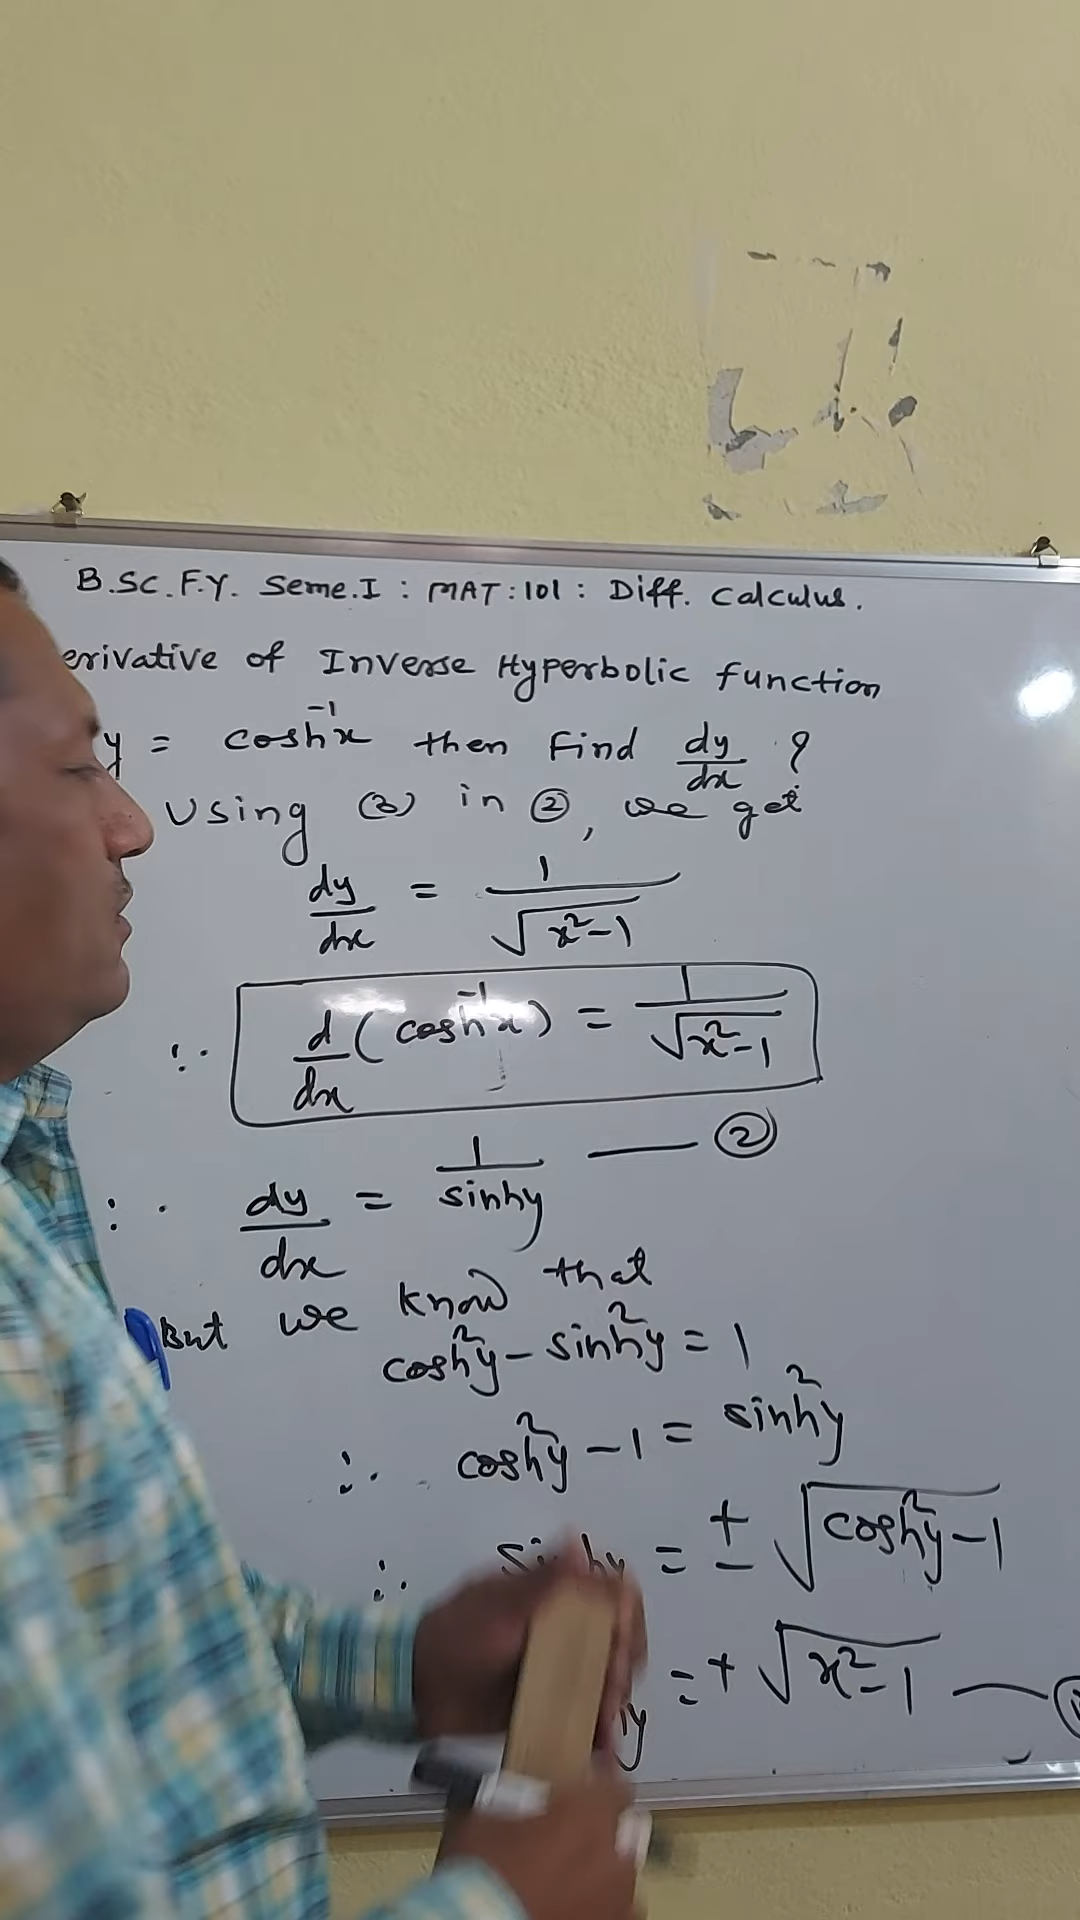 B.Sc. F.Y. Seme. I : MAT : 101 : Diff. Calculus.
erivative of Inverse Hyperbolic function
y = cosh⁻¹x then Find dy/dx ?
Using (3) in (2), we get
dy/dx = 1/√(x²-1)
∴ d/dx (cosh⁻¹x) = 1/√(x²-1)
∴ dy/dx = 1/sinhy — (2)
But we know that
cosh²y - sinh²y = 1
∴ cosh²y - 1 = sinh²y
∴ sinhy = ± √(cosh²y - 1)
y = + √(x²-1) —